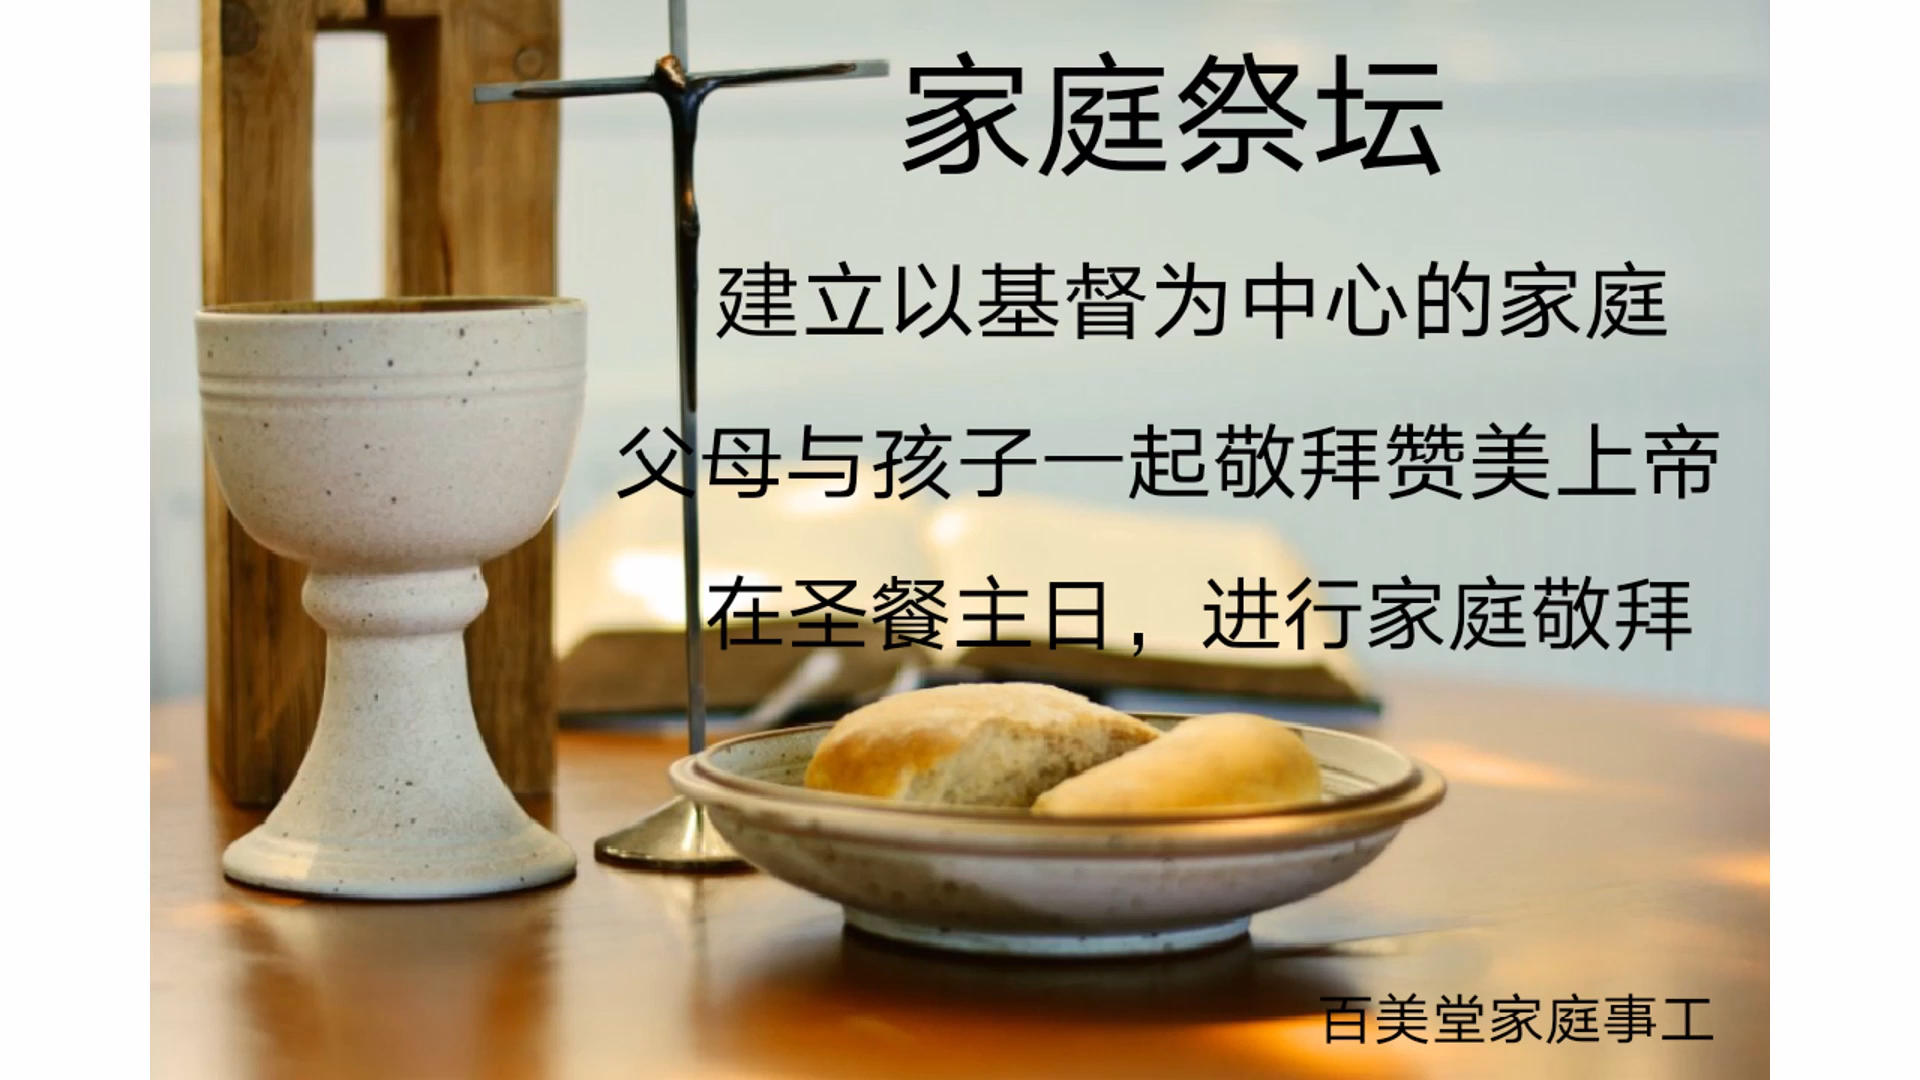 家庭祭坛
建立以基督为中心的家庭
父母与孩子一起敬拜赞美上帝
在圣餐主日，进行家庭敬拜
百美堂家庭事工